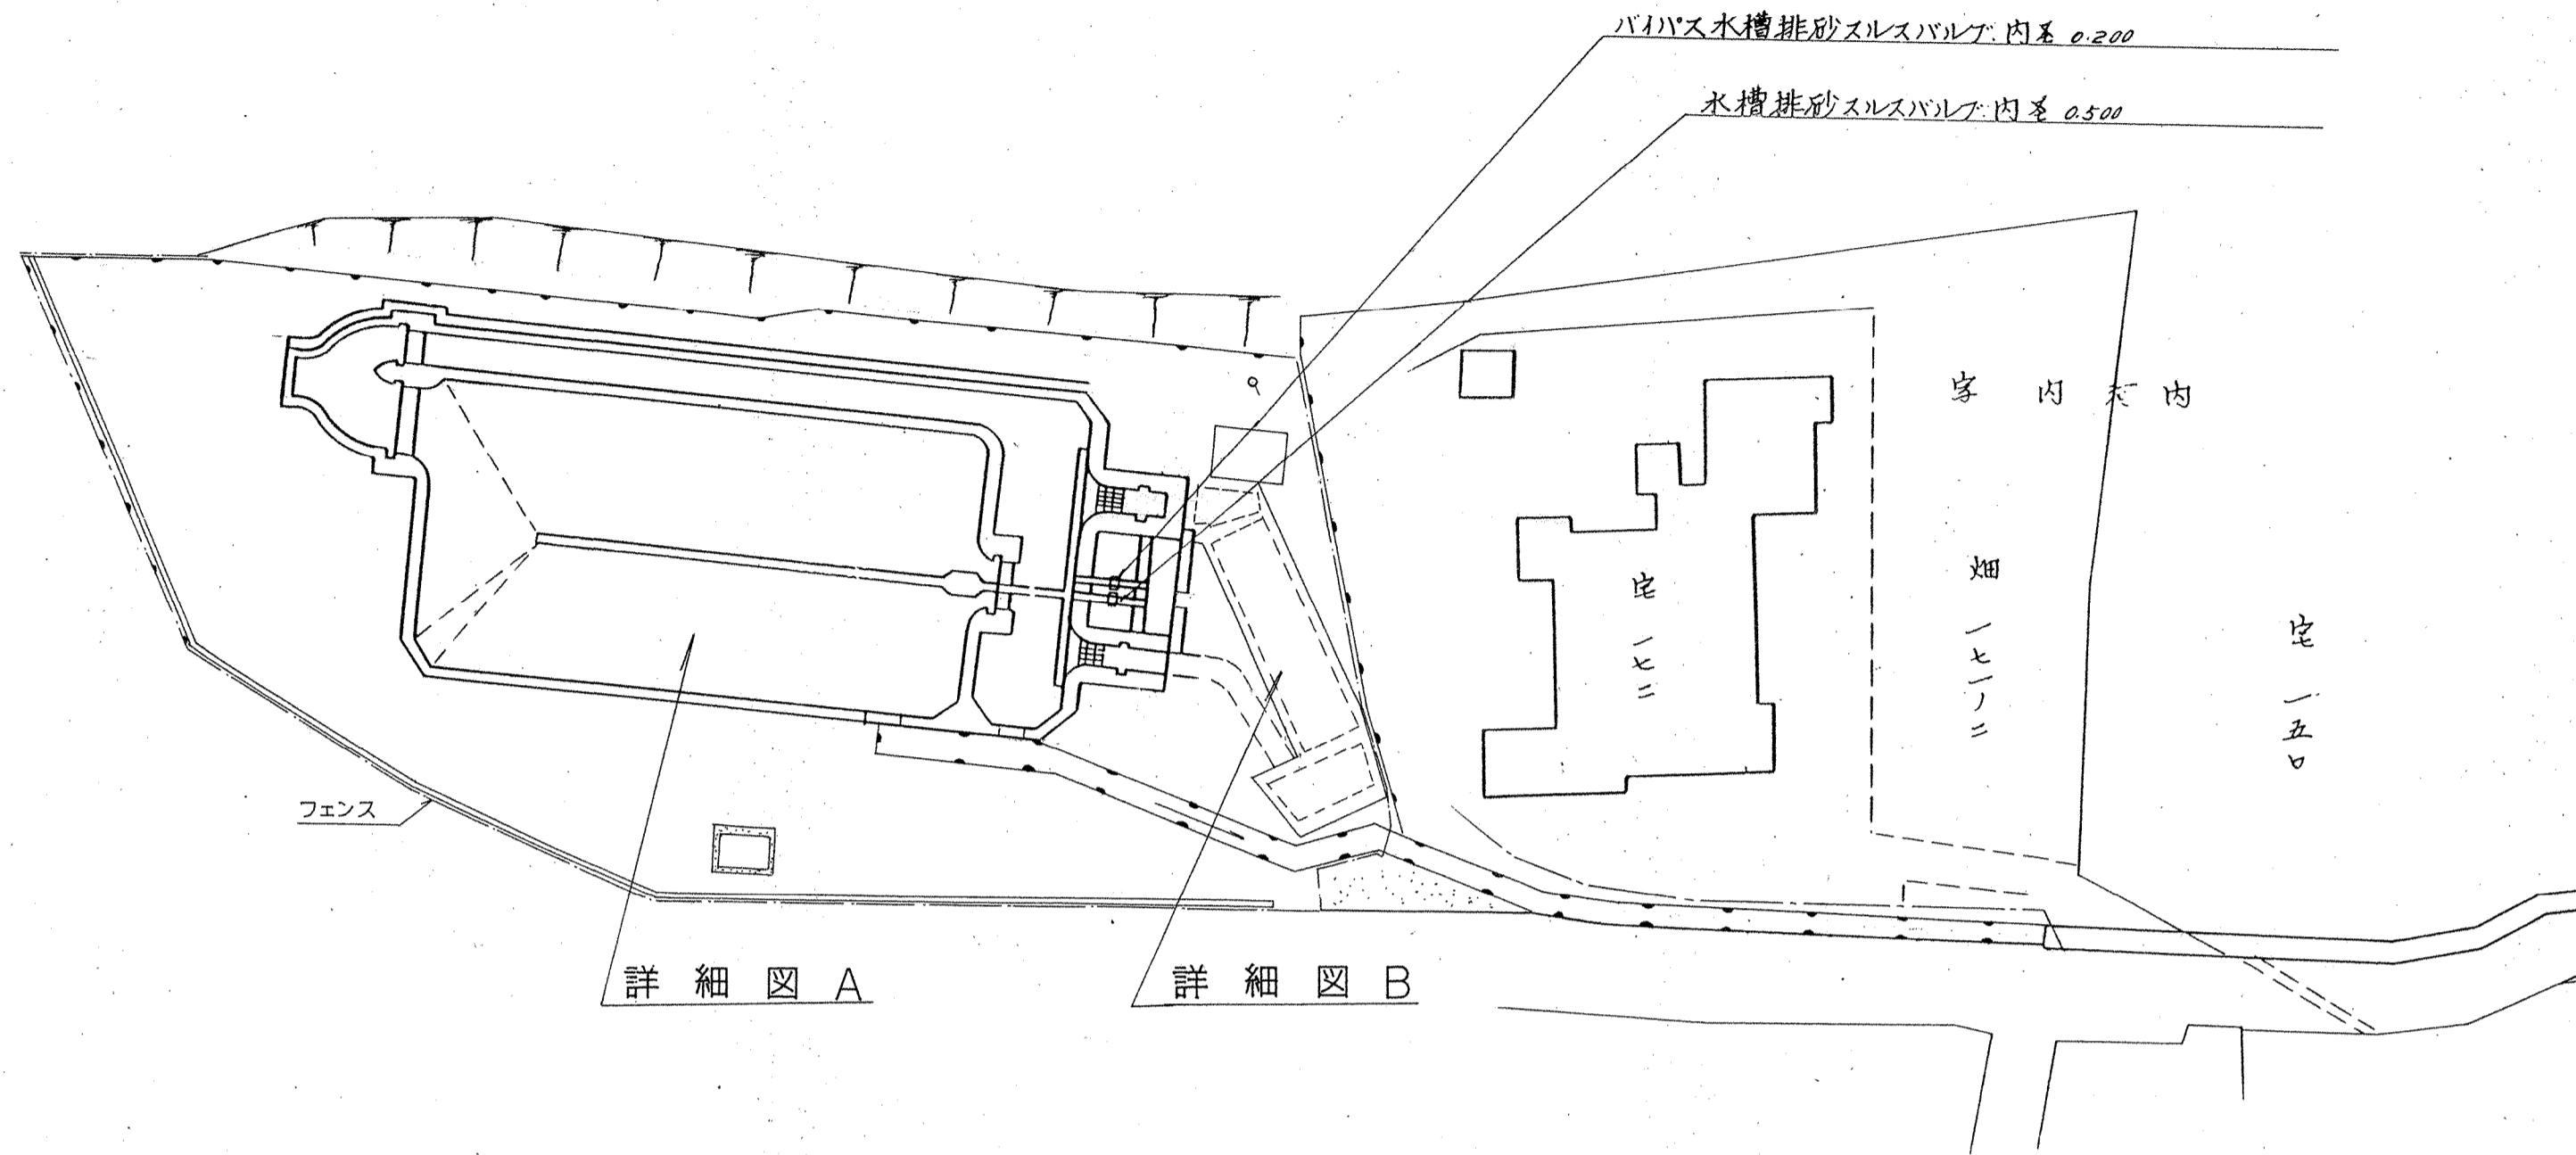 バイパス水槽排砂スルスバルブ.内径 0.200
水槽排砂スルスバルブ.内径 0.500
字 内 内
宅 一七二
畑 一七一ノ二
宅 一五〇
フェンス
詳細図A
詳細図B